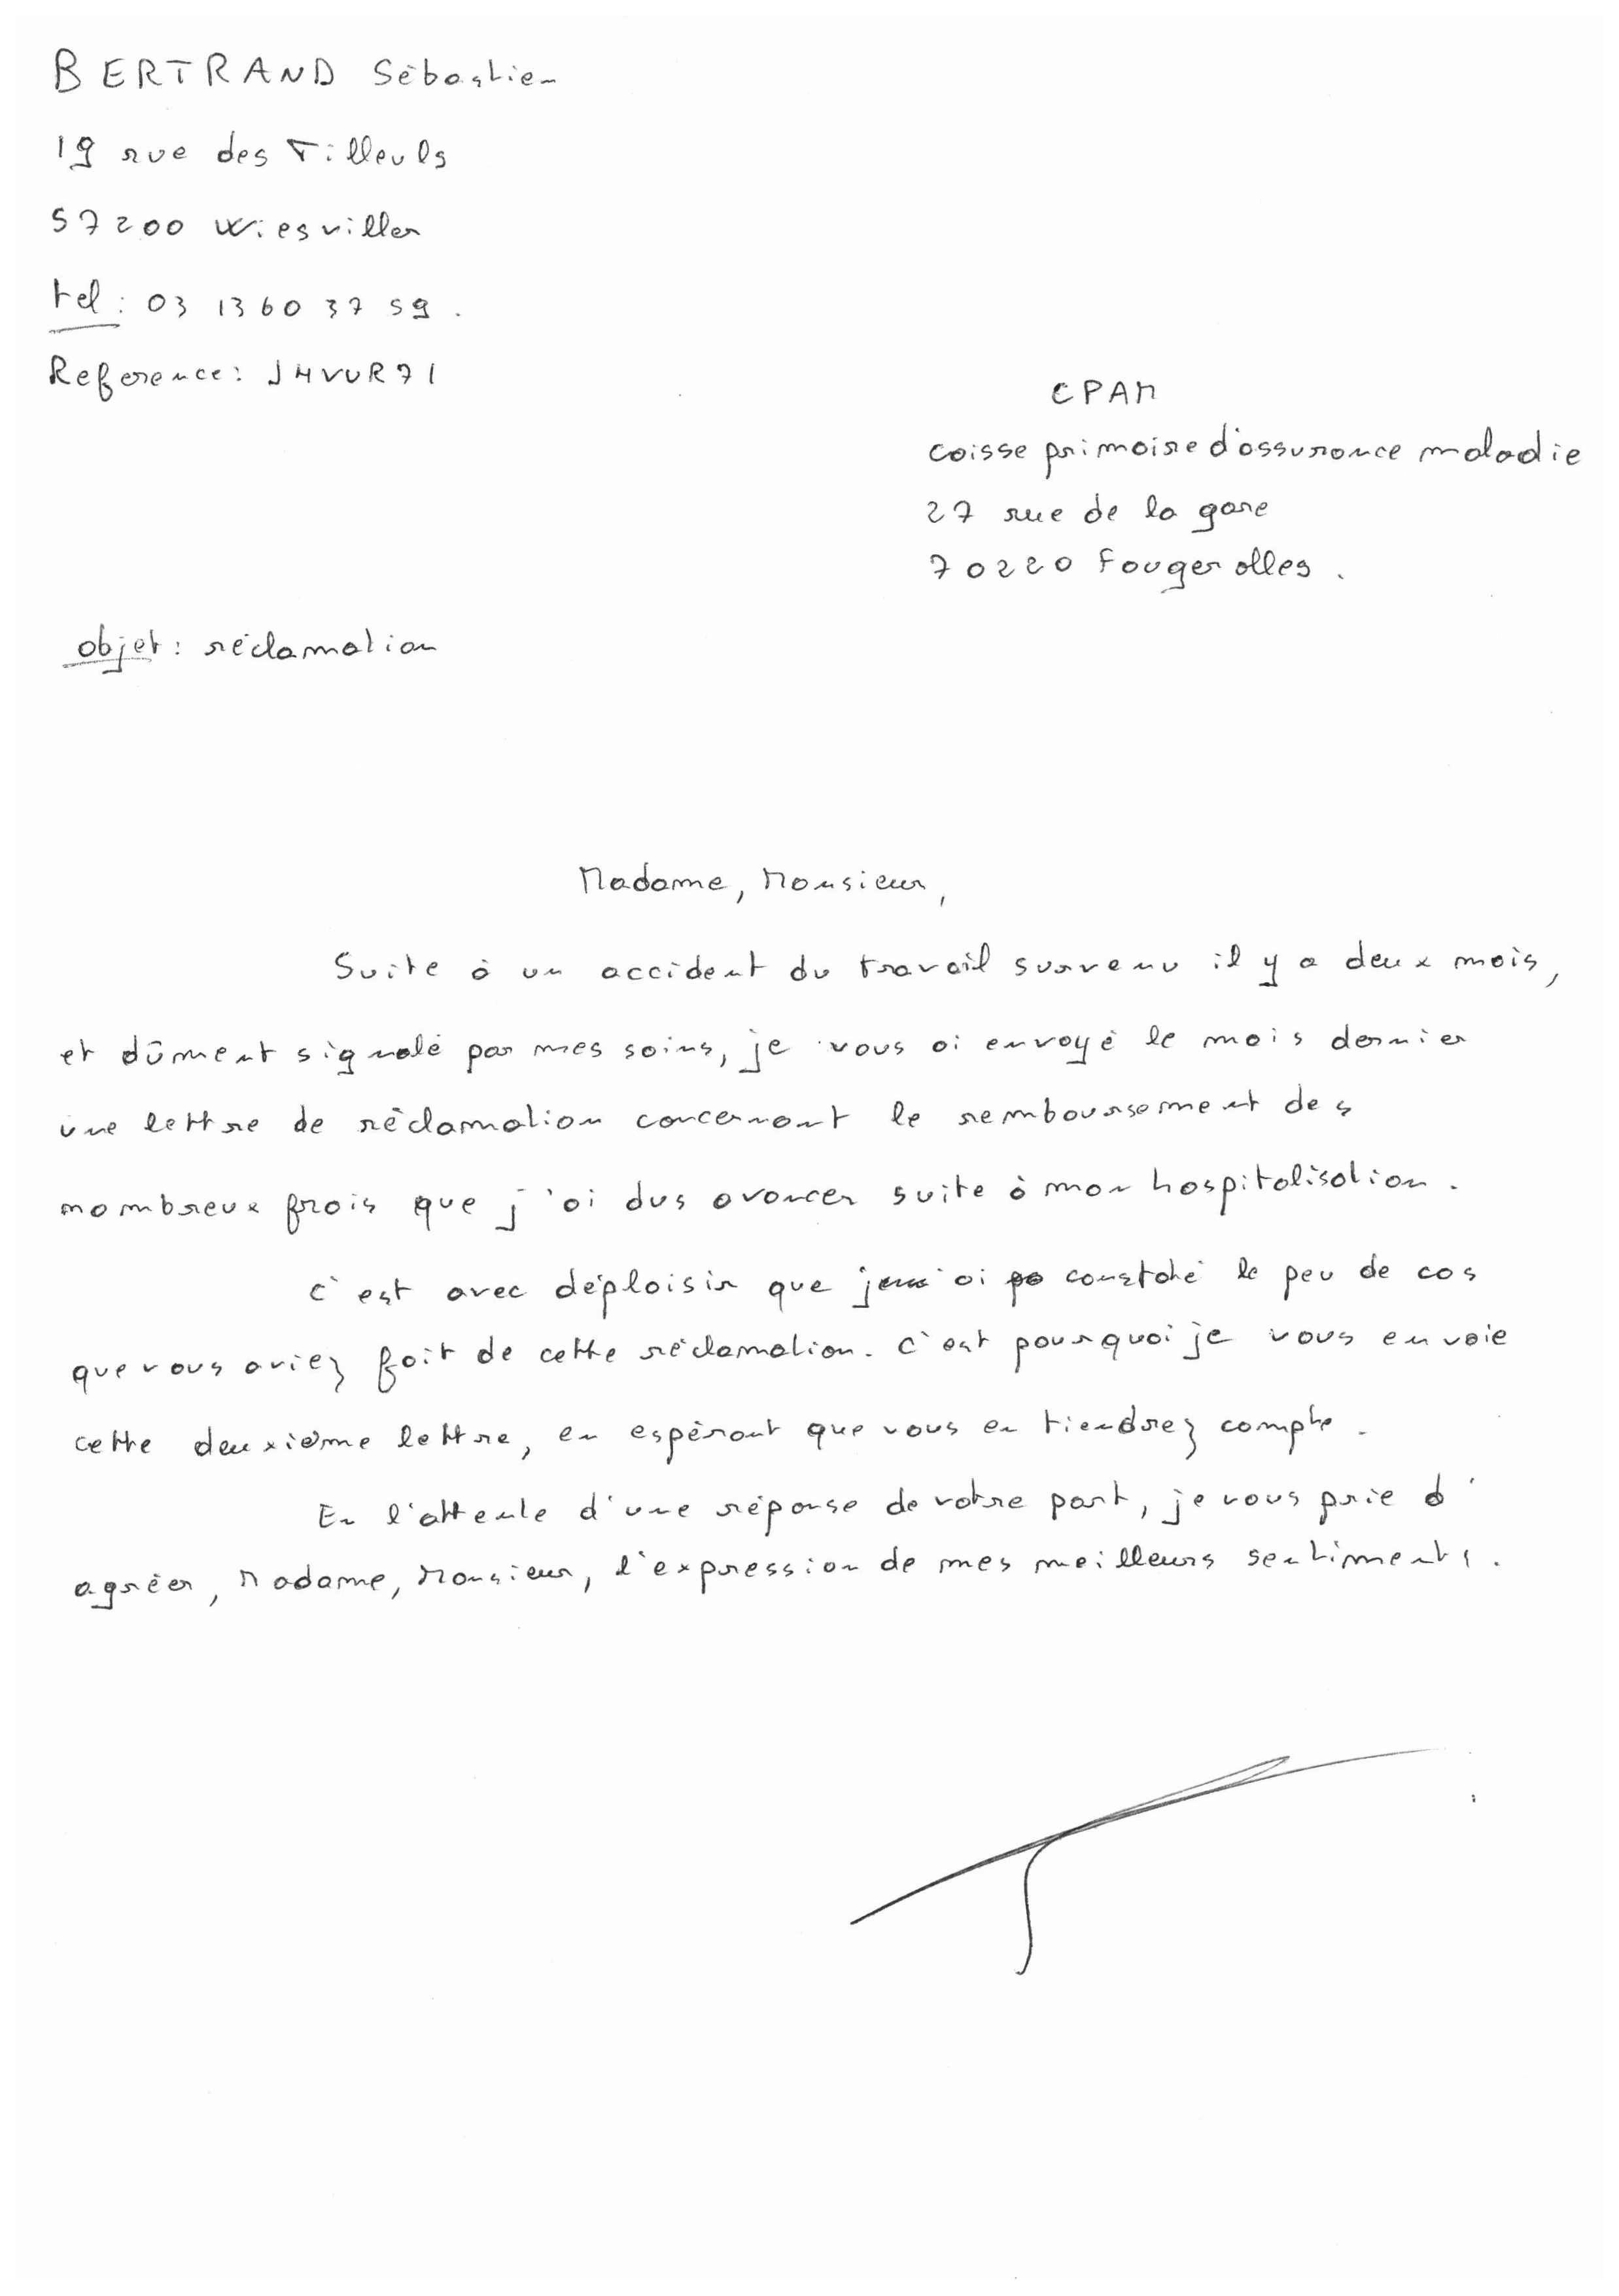 BERTRAND Sébastien
19 rue des Tilleuls
57200 Wiesviller
tel : 03 13 60 37 59.
Reference : J4VUR71
CPAM
caisse primaire d'assurance maladie
27 rue de la gare
70220 Fougerolles.
objet : réclamation
Madame, Monsieur,
Suite à un accident du travail survenu il y a deux mois,
et dûment signalé par mes soins, je vous ai envoyé le mois dernier
une lettre de réclamation concernant le remboursement des
nombreux frais que j'ai dus avancer suite à mon hospitalisation.
C'est avec déplaisir que j'ai constaté le peu de cas
que vous aviez fait de cette réclamation. C'est pourquoi je vous envoie
cette deuxième lettre, en espérant que vous en tiendrez compte.
En l'attente d'une réponse de votre part, je vous prie d'
agréer, Madame, Monsieur, l'expression de mes meilleurs sentiments.